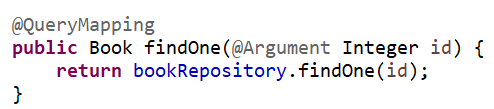 @QueryMapping
public Book findOne(@Argument Integer id) {
    return bookRepository.findOne(id);
}